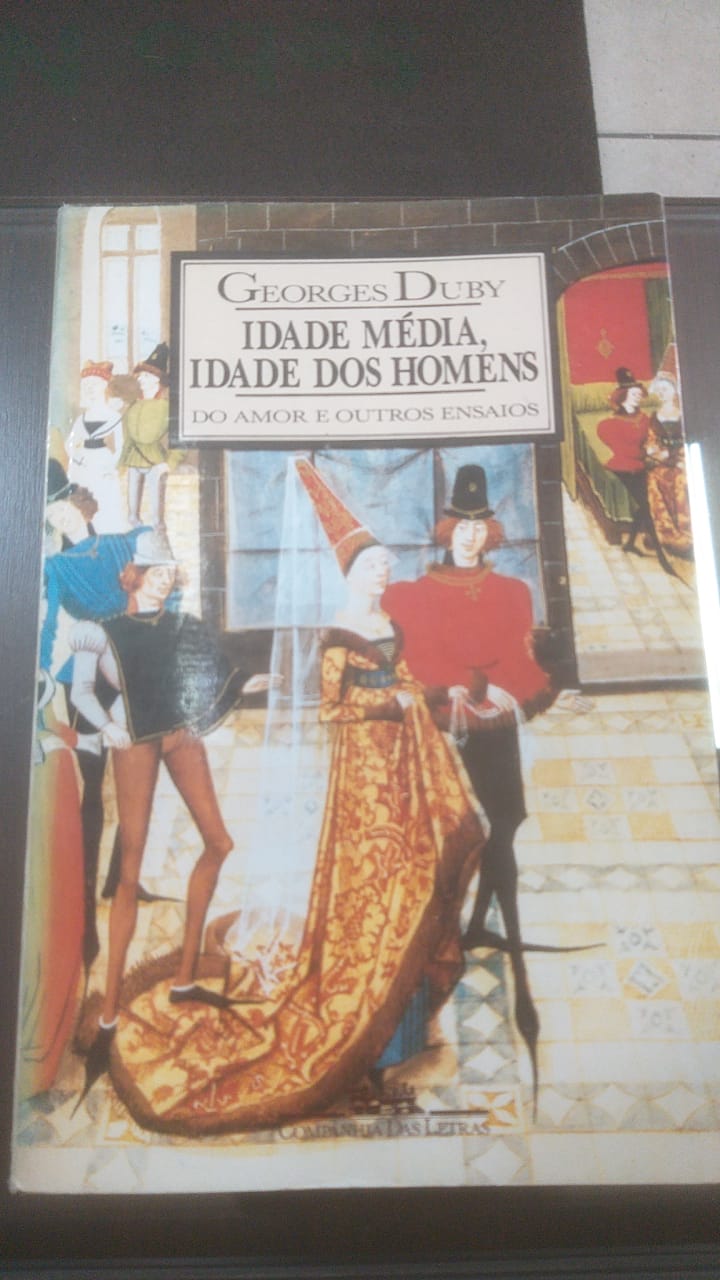 GEORGES DUBY
IDADE MÉDIA,
IDADE DOS HOMENS
DO AMOR E OUTROS ENSAIOS
COMPANHIA DAS LETRAS